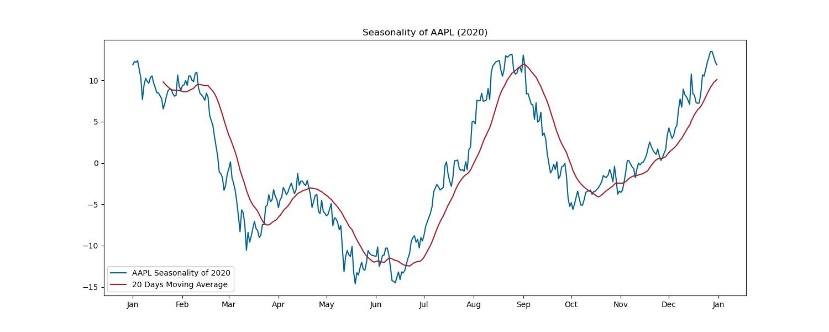 Seasonality of AAPL (2020)
10
5
0
−5
−10
−15
AAPL Seasonality of 2020
20 Days Moving Average
Jan Feb Mar Apr May Jun Jul Aug Sep Oct Nov Dec Jan